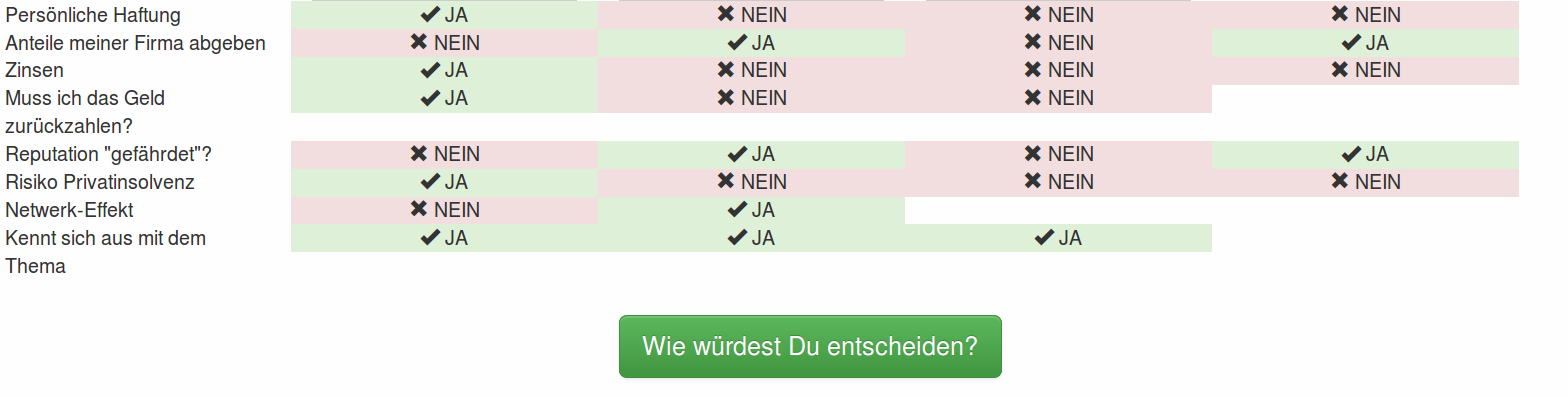 Persönliche Haftung ✔ JA ✖ NEIN ✖ NEIN ✖ NEIN
Anteile meiner Firma abgeben ✖ NEIN ✔ JA ✖ NEIN ✔ JA
Zinsen ✔ JA ✖ NEIN ✖ NEIN ✖ NEIN
Muss ich das Geld ✔ JA ✖ NEIN ✖ NEIN
zurückzahlen?
Reputation "gefährdet"? ✖ NEIN ✔ JA ✖ NEIN ✔ JA
Risiko Privatinsolvenz ✔ JA ✖ NEIN ✖ NEIN ✖ NEIN
Netwerk-Effekt ✖ NEIN ✔ JA
Kennt sich aus mit dem ✔ JA ✔ JA ✔ JA
Thema
Wie würdest Du entscheiden?